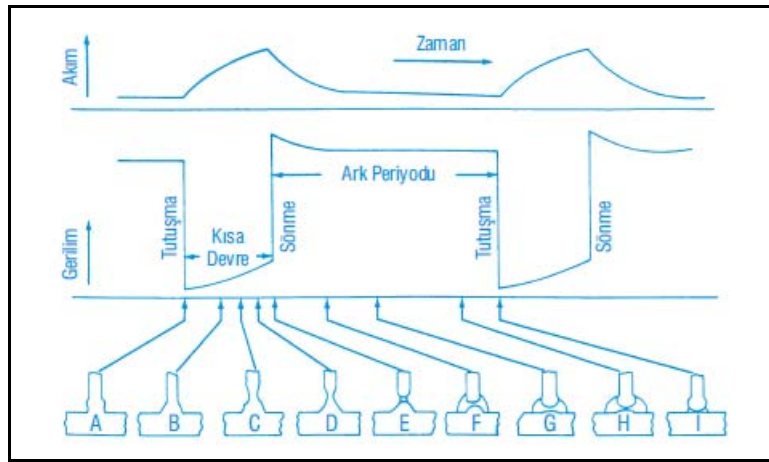 Akım
Zaman
Gerilim
Tutuşma
Kısa
Devre
Sönme
Ark Periyodu
Tutuşma
Sönme
A B C D E F G H I